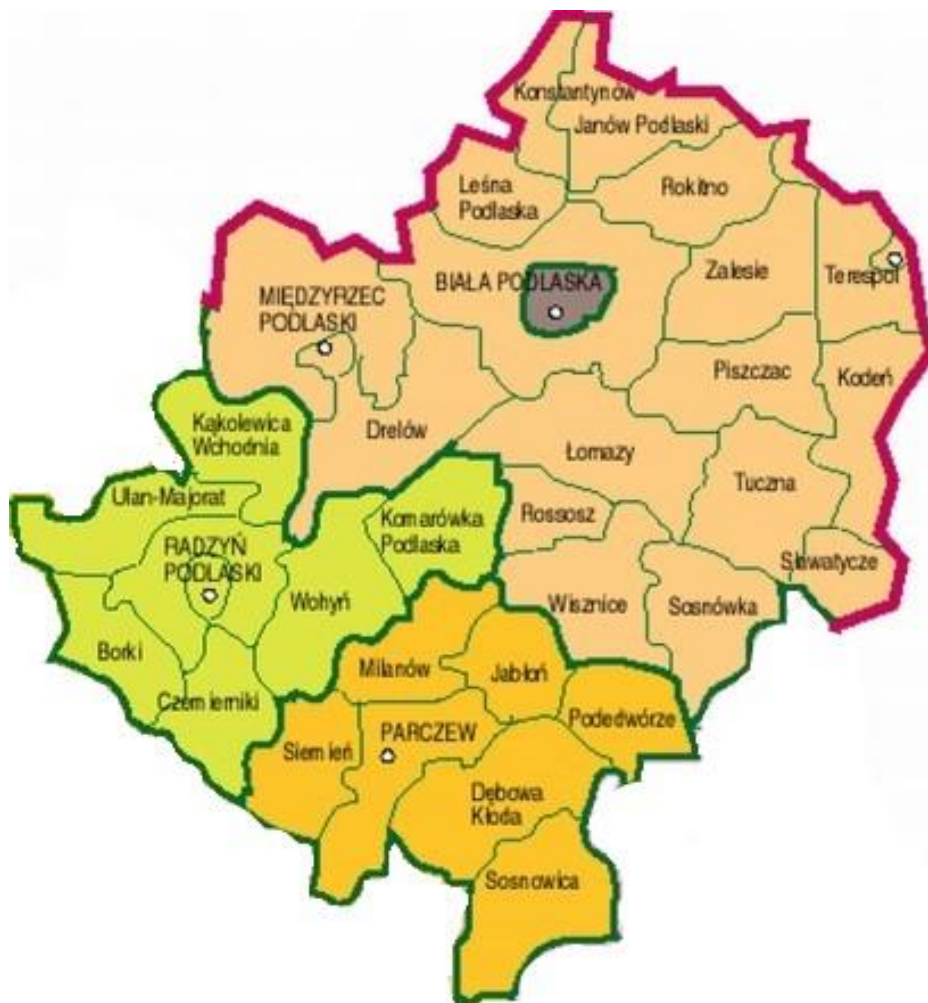 Konstantynów
Janów Podlaski
Leśna
Podlaska
Rokitno
BIAŁA PODLASKA
Zalesie
Terespol
MIĘDZYRZEC
PODLASKI
Piszczac
Kodeń
Kąkolewica
Wchodnia
Drelów
Łomazy
Tuczna
Ulan-Majorat
Komarówka
Podlaska
Rossosz
RADZYŃ
PODLASKI
Sławatycze
Wohyń
Wisznice
Sosnówka
Borki
Milanów
Jabłoń
Czemierniki
Podedwórze
Siemień
PARCZEW
Dębowa
Kłoda
Sosnowica